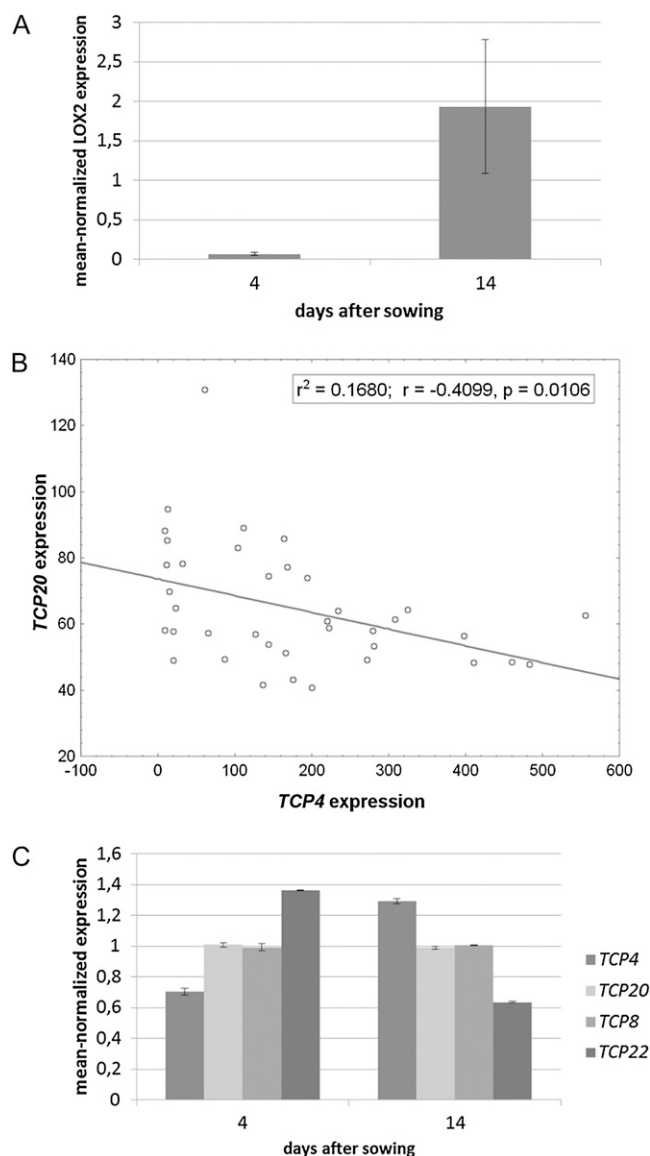 A
mean-normalized LOX2 expression
3
2,5
2
1,5
1
0,5
0
4
14
days after sowing
B
TCP20 expression
140
120
100
80
60
40
20
r² = 0.1680; r = -0.4099, p = 0.0106
-100 0 100 200 300 400 500 600
TCP4 expression
C
mean-normalized expression
1,6
1,4
1,2
1
0,8
0,6
0,4
0,2
0
4
14
days after sowing
TCP4
TCP20
TCP8
TCP22